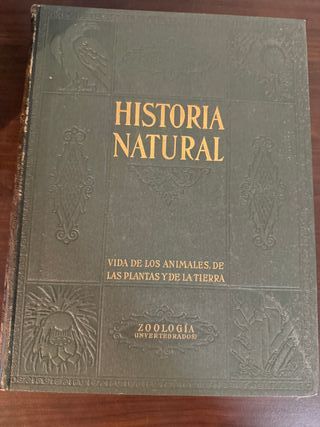 HISTORIA
NATURAL
VIDA DE LOS ANIMALES, DE
LAS PLANTAS Y DE LA TIERRA
ZOOLOGÍA
(INVERTEBRADOS)